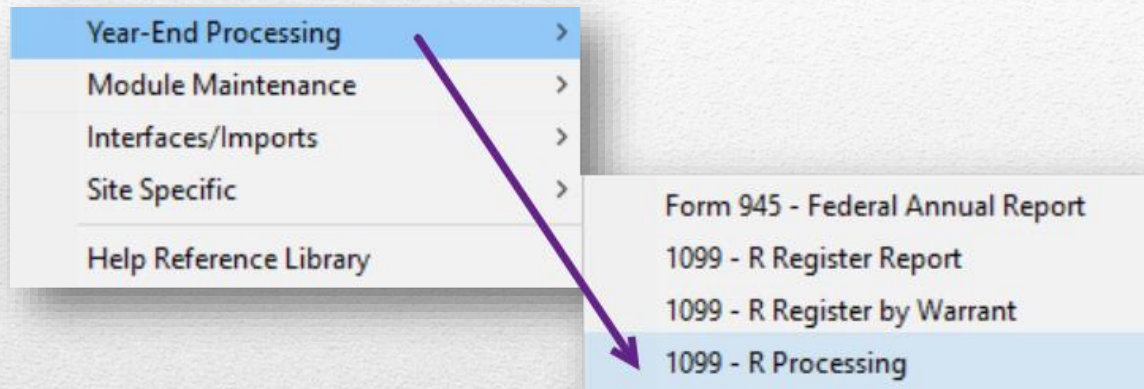 Year-End Processing
Module Maintenance
Interfaces/Imports
Site Specific
Help Reference Library
Form 945 - Federal Annual Report
1099 - R Register Report
1099 - R Register by Warrant
1099 - R Processing